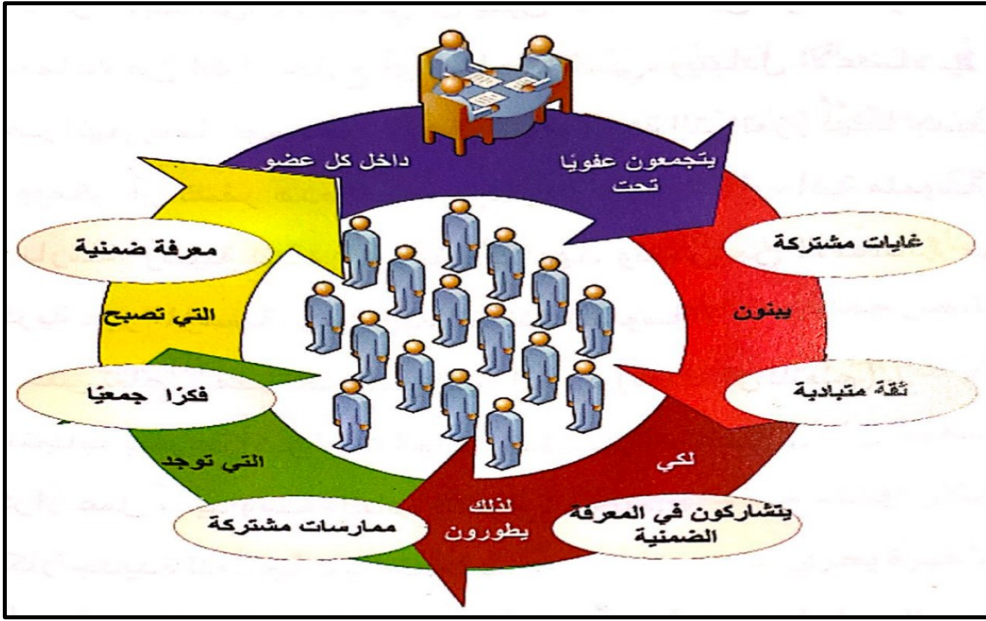 يتجمعون عفويًا
تحت
غايات مشتركة
يبنون
ثقة متبادبة
لكي
يتشاركون في المعرفة
الضمنية
لذلك
يطورون
ممارسات مشتركة
التي توجد
فكرًا جمعيًا
التي تصبح
معرفة ضمنية
داخل كل عضو